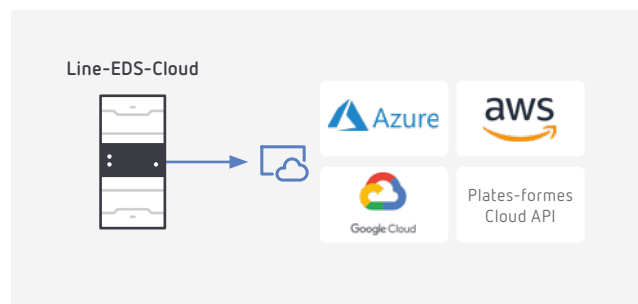 Line-EDS-Cloud
Azure
aws
Google Cloud
Plates-formes
Cloud API